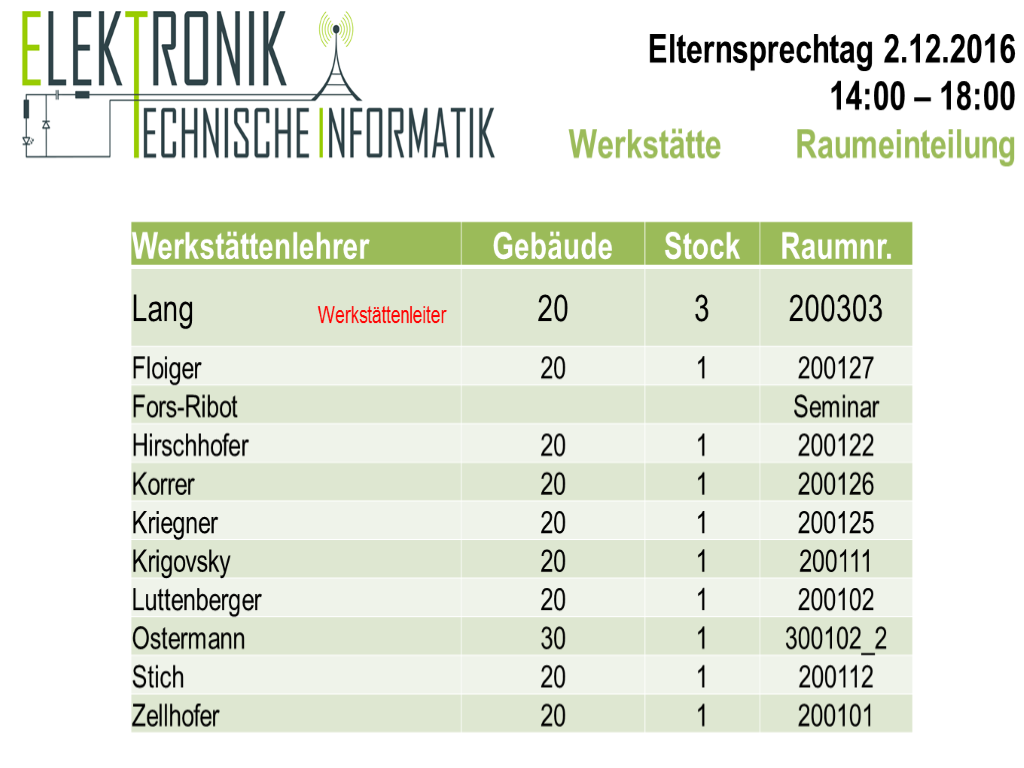 ELEKTRONIK
TECHNISCHE INFORMATIK
Elternsprechtag 2.12.2016
14:00 – 18:00
Werkstätte Raumeinteilung
Werkstättenlehrer Gebäude Stock Raumnr.
Lang Werkstättenleiter 20 3 200303
Floiger 20 1 200127
Fors-Ribot Seminar
Hirschhofer 20 1 200122
Korrer 20 1 200126
Kriegner 20 1 200125
Krigovsky 20 1 200111
Luttenberger 20 1 200102
Ostermann 30 1 300102_2
Stich 20 1 200112
Zellhofer 20 1 200101